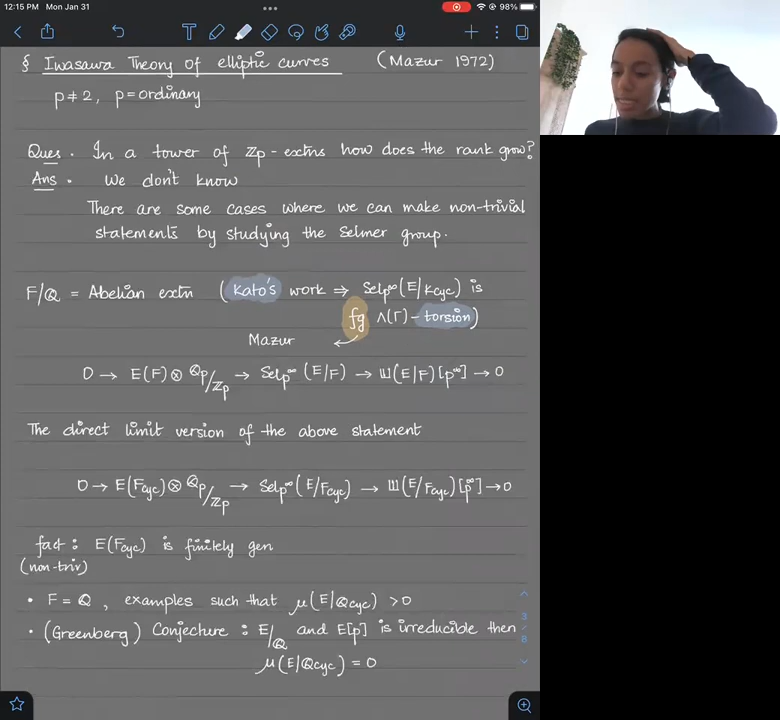 12:15 PM Mon Jan 31
98%
§ Iwasawa Theory of elliptic curves (Mazur 1972)
p≠2, p=ordinary
Ques. In a tower of ℤp-extns how does the rank grow?
Ans. We don't know
There are some cases where we can make non-trivial
statements by studying the Selmer group.
F/ℚ = Abelian extn (Kato's work ⇒ Selp∞(E/Kcyc) is
fg Λ(Γ)-torsion)
Mazur ←
0 → E(F)⊗ℚp/ℤp → Selp∞(E/F) → Ш(E/F)[p∞] → 0
The direct limit version of the above statement
0 → E(Fcyc)⊗ℚp/ℤp → Selp∞(E/Fcyc) → Ш(E/Fcyc)[p∞] → 0
fact: E(Fcyc) is finitely gen
(non-triv)
• F=ℚ, examples such that μ(E/ℚcyc) >0
• (Greenberg) Conjecture: E/ℚ and E[p] is irreducible then
μ(E/ℚcyc) = 0
3/8